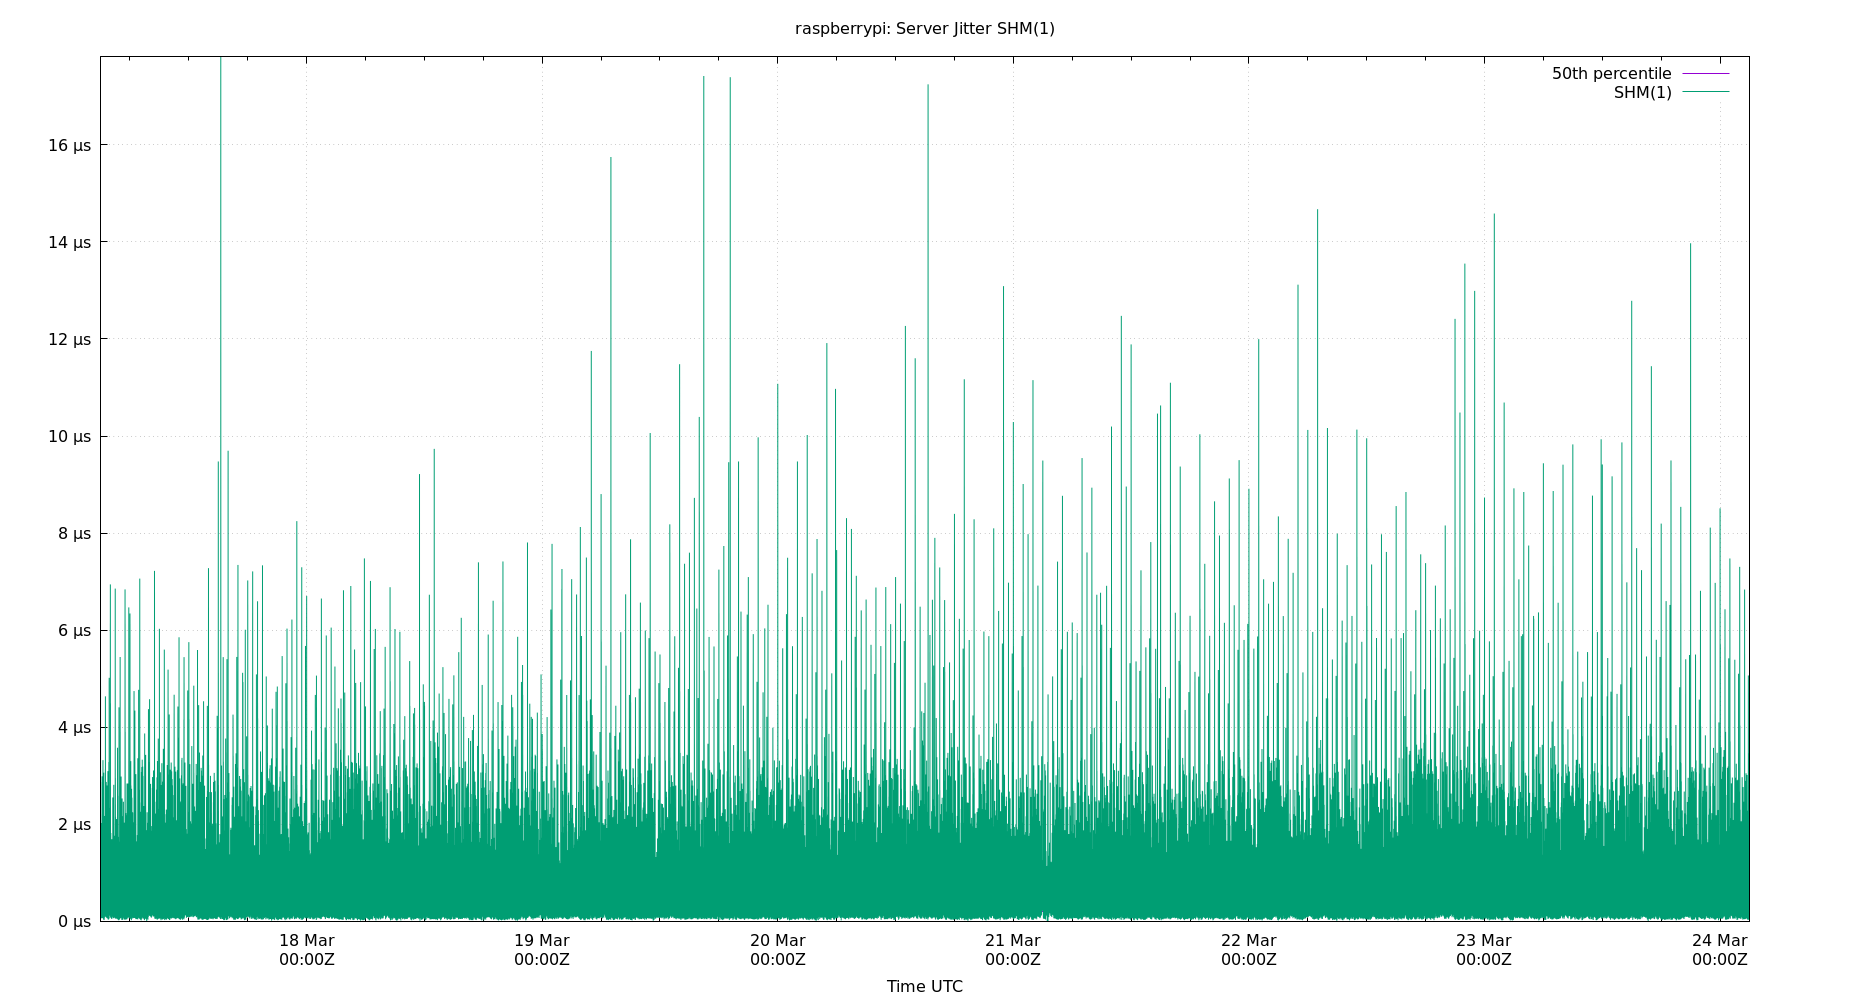 raspberrypi: Server Jitter SHM(1)
50th percentile
SHM(1)
16 µs
14 µs
12 µs
10 µs
8 µs
6 µs
4 µs
2 µs
0 µs
18 Mar 19 Mar 20 Mar 21 Mar 22 Mar 23 Mar 24 Mar
00:00Z 00:00Z 00:00Z 00:00Z 00:00Z 00:00Z 00:00Z
Time UTC